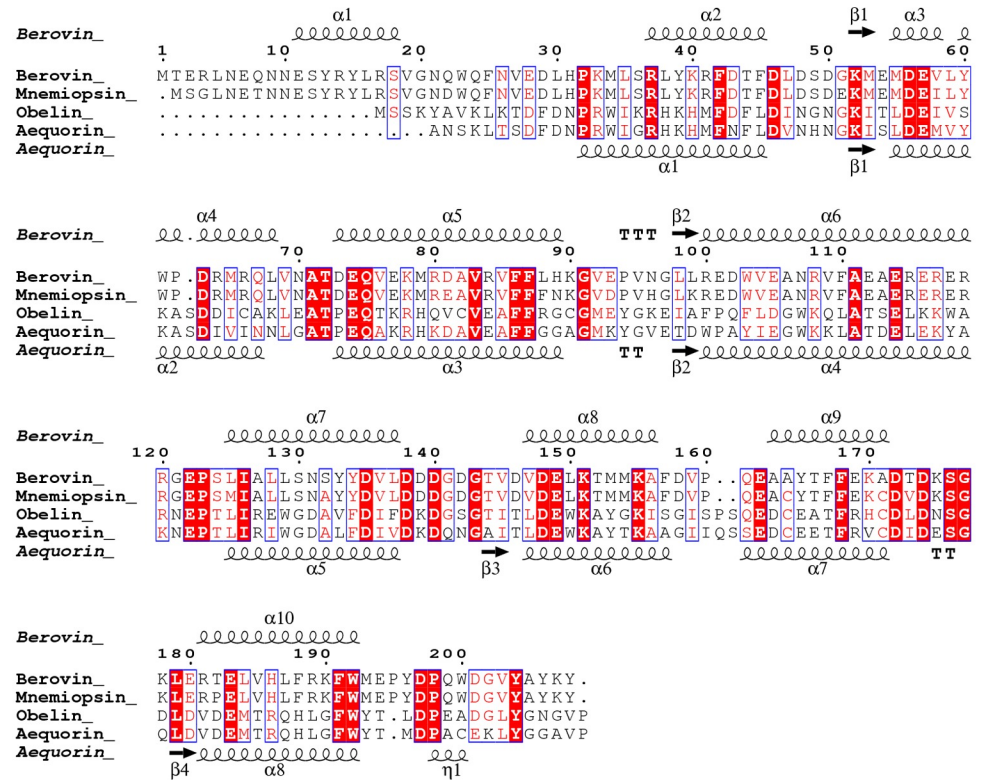 α1 α2 β1 α3
Berovin_
1 10 20 30 40 50 60
Berovin_ MTERLNEQNNESYRYLRSVGNQWQFNVEDLHPKMLSRLYKRFDTFDLDSDGKMEMDEVLY
Mnemiopsin_ .MSGLNETNNESYRYLRSVGNDWQFNVEDLHPKMLSRLYKRFDTFDLDSDEKMEMDEILY
Obelin_ ................MSSKYAVKLKTDFDNPRWIKRHKHMFDFLDINGNGKITLDEIVS
Aequorin_ ....................ANSKLTSDFDNPRWIGRHKHMFNFLDVNHNGKISLDEMVY
Aequorin_
α1 β1
α4 α5 β2 α6
Berovin_ TTT
70 80 90 100 110
Berovin_ WP.DRMRQLVNATDEQVEKMRDAVRVFFLHKGVEPVNGLLREDWVEANRVFAEAERERER
Mnemiopsin_ WP.DRMRQLVNATDEQVEKMREAVRVFFFNKGVDPVHGLKREDWVEANRVFAEAERERER
Obelin_ KASDDICAKLEATPEQTKRHQVCVEAFFRGCGMEYGKEIAFPQFLDGWKQLATSELKKWA
Aequorin_ KASDIVINNLGATPEQAKRHKDAVEAFFGGAGMKYGVETDWPAYIEGWKKLATDELEKYA
Aequorin_ TT
α2 α3 β2 α4
α7 α8 α9
Berovin_
120 130 140 150 160 170
Berovin_ RGEPSLIALLSNSYYDVLDDDGDGTVDVDELKTMMKAFDVP..QEAAYTFFEKADTDKSG
Mnemiopsin_ RGEPSMIALLSNAYYDVLDDDGDGTVDVDELKTMMKAFDVP..QEACYTFFEKCDVDKSG
Obelin_ RNEPTLIREWGDAVFDIFDKDGSGTITLDEWKAYGKISGISPSQEDCEATFRHCDLDNSG
Aequorin_ KNEPTLIRIWGDALFDIVDKDQNGAITLDEWKAYTKAAGIIQSSEDCEETFRVCDIDESG
Aequorin_ TT
α5 β3 α6 α7
α10
Berovin_
180 190 200
Berovin_ KLERTELVHLFRKFWMEPYDPQWDGVYAYKY.
Mnemiopsin_ KLERPELVHLFRKFWMEPYDPQWDGVYAYKY.
Obelin_ DLDVDEMTRQHLGFWYT.LDPEADGLYGNGVP
Aequorin_ QLDVDEMTRQHLGFWYT.MDPACEKLYGGAVP
Aequorin_
β4 α8 η1